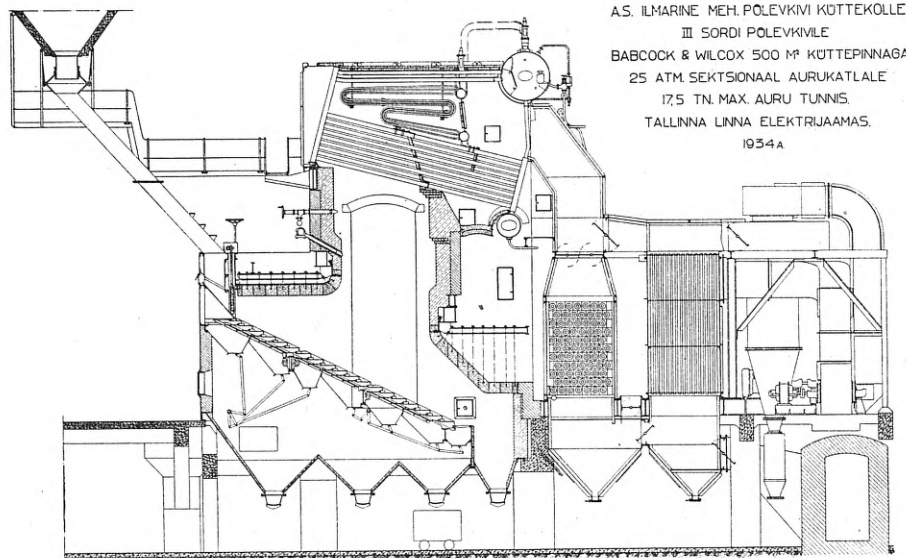 A.S. ILMARINE MEH. PÕLEVKIVI KÜTTEKOLLE
III SORDI PÕLEVKIVILE
BABCOCK & WILCOX 500 M² KÜTTEPINNAGA
25 ATM. SEKTSIONAAL AURUKATLALE
17,5 TN. MAX. AURU TUNNIS.
TALLINNA LINNA ELEKTRIJAAMAS.
1934 A